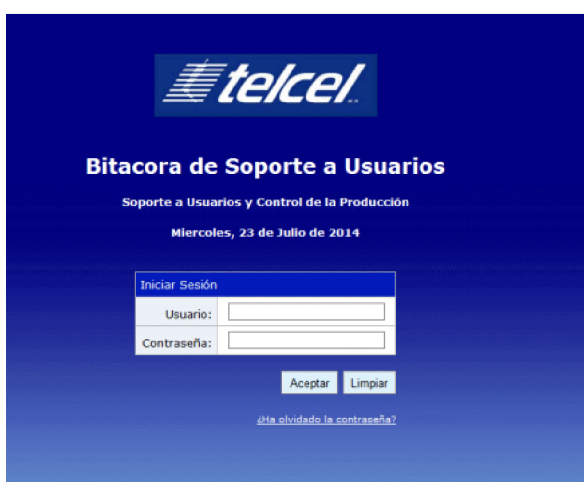 telcel
Bitacora de Soporte a Usuarios
Soporte a Usuarios y Control de la Producción
Miercoles, 23 de Julio de 2014
Iniciar Sesión
Usuario:
Contraseña:
Aceptar Limpiar
¿Ha olvidado la contraseña?